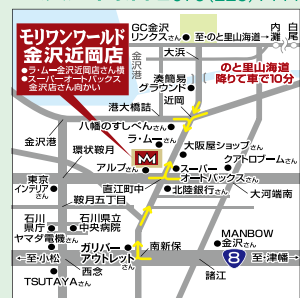 モリワンワールド
金沢近岡店
●ラ・ムー金沢近岡店さん横
●スーパーオートバックス
金沢店さん向かい
GC金沢
リンクスさん
至・のと里山海道
内灘
白尾
大浜
金沢港
湊簡易
グラウンド
のと里山海道
降りて車で10分
近岡
港大橋詰
八幡のすしべんさん
ラ・ムーさん
金沢港
環状鞍月
アルプさん
大阪屋ショップさん
クアトロブームさん
スーパー
オートバックスさん
東京
インテリアさん
直江町中
北陸銀行さん
大河端南
鞍月五丁目
石川
県庁
石川県立
中央病院
ヤマダ電機さん
ガリバー
アウトレットさん
南新保
MANBOW
金沢さん
8
至・小松
西念
至・津幡
諸江
TSUTAYAさん